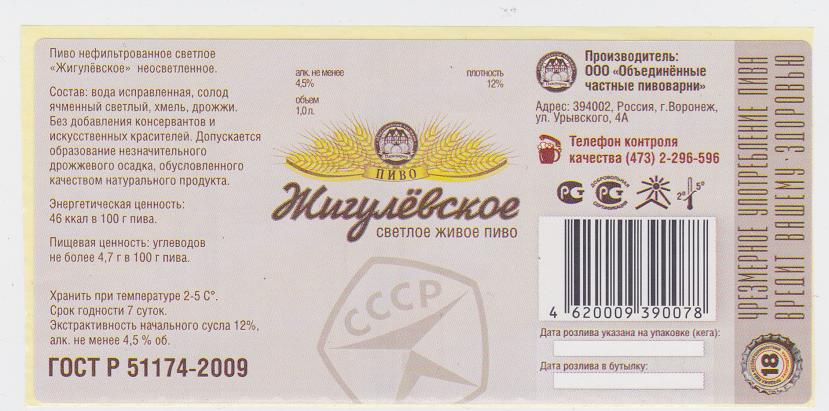 Пиво нефильтрованное светлое
«Жигулёвское» неосветленное.
Состав: вода исправленная, солод
ячменный светлый, хмель, дрожжи.
Без добавления консервантов и
искусственных красителей. Допускается
образование незначительного
дрожжевого осадка, обусловленного
качеством натурального продукта.
Энергетическая ценность:
46 ккал в 100 г пива.
Пищевая ценность: углеводов
не более 4,7 г в 100 г пива.
Хранить при температуре 2-5 С°.
Срок годности 7 суток.
Экстрактивность начального сусла 12%,
алк. не менее 4,5 % об.
ГОСТ Р 51174-2009
алк. не менее
4,5%
объем
1,0 л.
плотность
12%
ПИВО
Жигулёвское
светлое живое пиво
СССР
Производитель:
ООО «Объединённые
частные пивоварни»
Адрес: 394002, Россия, г.Воронеж,
ул. Урывского, 4А
Телефон контроля
качества (473) 2-296-596
РС
ДОБРОВОЛЬНАЯ
РС
СЕРТИФИКАЦИЯ
2° 5°
4 620009 390078
Дата розлива указана на упаковке (кега):
Дата розлива в бутылку:
ЧРЕЗМЕРНОЕ УПОТРЕБЛЕНИЕ ПИВА
ВРЕДИТ ВАШЕМУ ЗДОРОВЬЮ
18